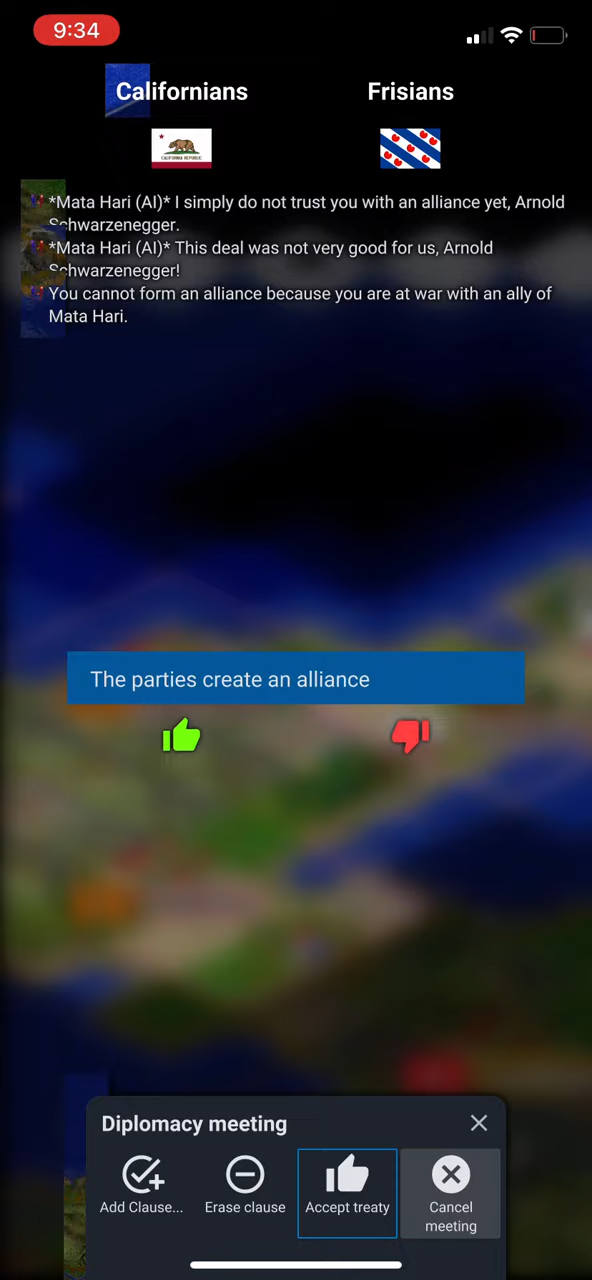 9:34
Californians
Frisians
CALIFORNIA REPUBLIC
*Mata Hari (AI)* I simply do not trust you with an alliance yet, Arnold
Schwarzenegger.
*Mata Hari (AI)* This deal was not very good for us, Arnold
Schwarzenegger!
You cannot form an alliance because you are at war with an ally of
Mata Hari.
The parties create an alliance
Diplomacy meeting
Add Clause...
Erase clause
Accept treaty
Cancel
meeting